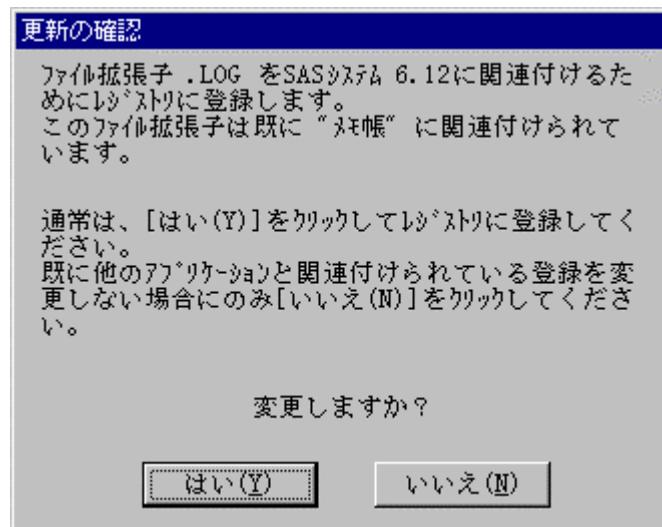 更新の確認
ﾌｧｲﾙ拡張子 .LOG をSASｼｽﾃﾑ 6.12に関連付けるた
めにﾚｼﾞｽﾄﾘに登録します。
このﾌｧｲﾙ拡張子は既に “ﾒﾓ帳” に関連付けられて
います。
通常は、[はい(Y)]をｸﾘｯｸしてﾚｼﾞｽﾄﾘに登録してく
ださい。
既に他のｱﾌﾟﾘｹｰｼｮﾝと関連付けられている登録を変
更しない場合にのみ[いいえ(N)]をｸﾘｯｸしてくださ
い。
変更しますか？
はい(Y)
いいえ(N)